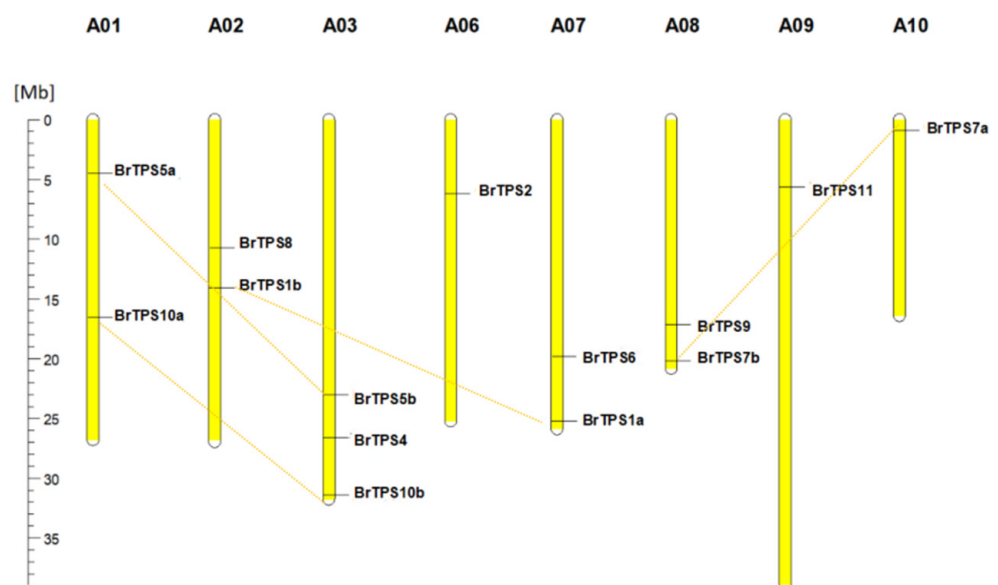 A01 A02 A03 A06 A07 A08 A09 A10
[Mb]
0
BrTPS7a
BrTPS5a
5
BrTPS2
BrTPS11
10
BrTPS8
BrTPS1b
15
BrTPS10a
BrTPS9
20
BrTPS6
BrTPS7b
BrTPS5b
25
BrTPS1a
BrTPS4
30
BrTPS10b
35